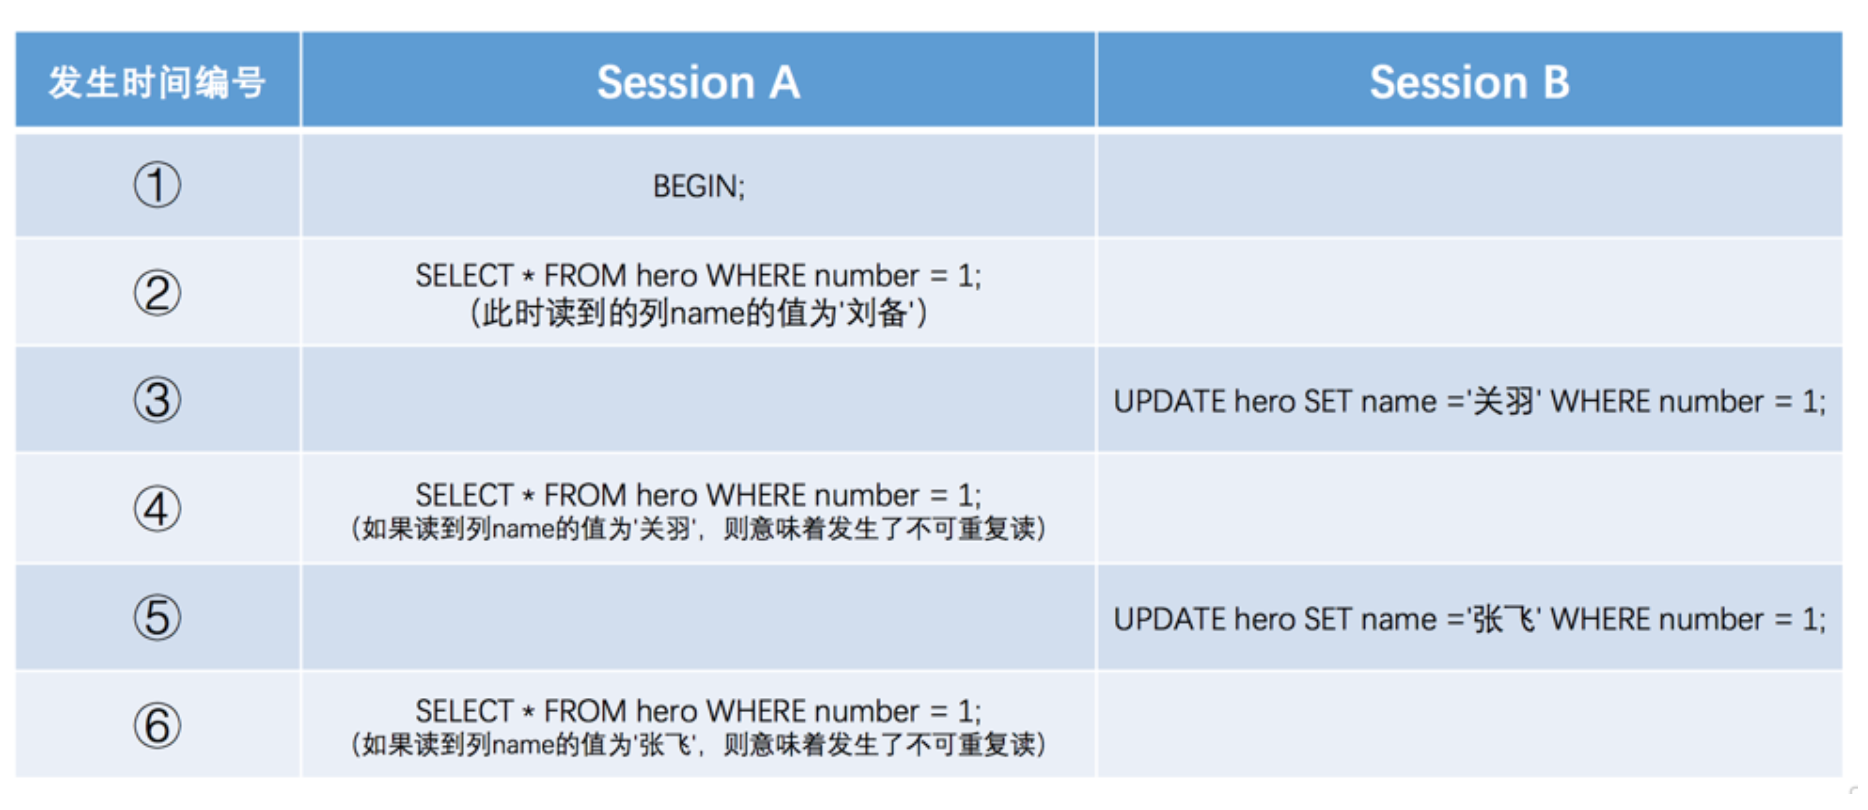 发生时间编号 Session A Session B
① BEGIN;
② SELECT * FROM hero WHERE number = 1;
(此时读到的列name的值为'刘备')
③ UPDATE hero SET name ='关羽' WHERE number = 1;
④ SELECT * FROM hero WHERE number = 1;
(如果读到列name的值为'关羽', 则意味着发生了不可重复读)
⑤ UPDATE hero SET name ='张飞' WHERE number = 1;
⑥ SELECT * FROM hero WHERE number = 1;
(如果读到列name的值为'张飞', 则意味着发生了不可重复读)